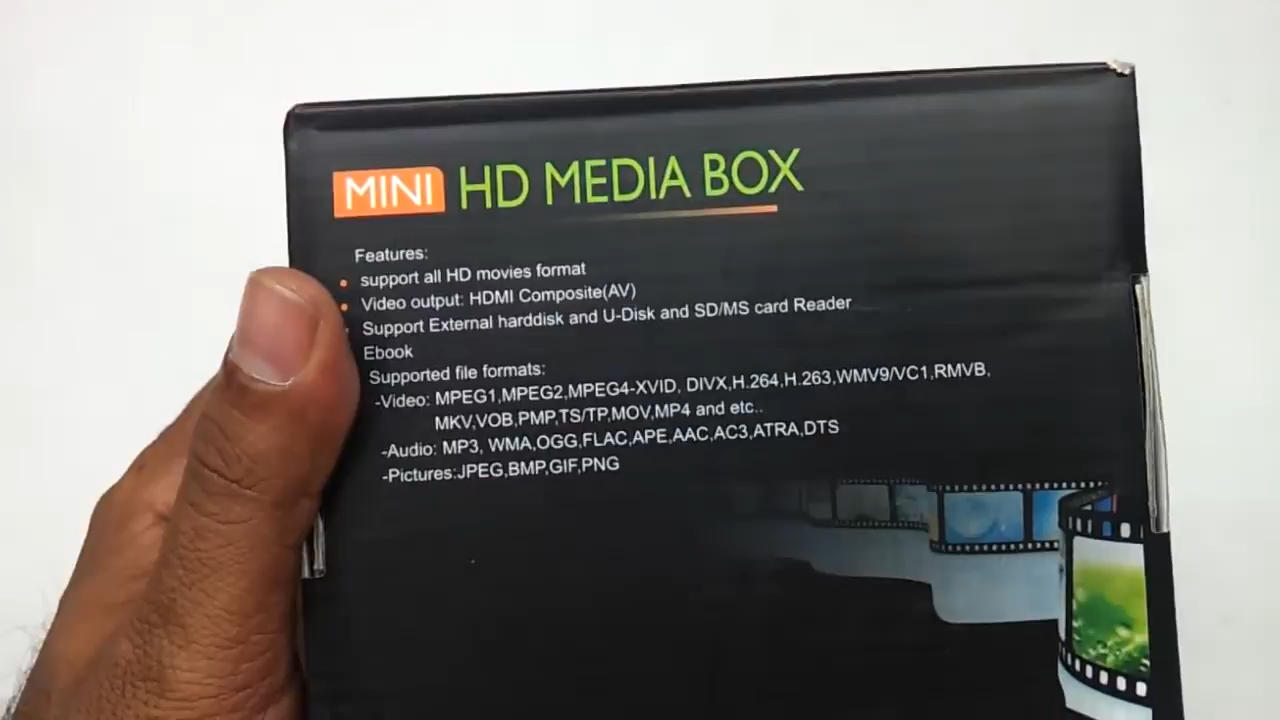 MINI HD MEDIA BOX
Features:
support all HD movies format
Video output: HDMI Composite(AV)
Support External harddisk and U-Disk and SD/MS card Reader
Ebook
Supported file formats:
-Video: MPEG1,MPEG2,MPEG4-XVID, DIVX,H.264,H.263,WMV9/VC1,RMVB,
MKV,VOB,PMP,TS/TP,MOV,MP4 and etc..
-Audio: MP3, WMA,OGG,FLAC,APE,AAC,AC3,ATRA,DTS
-Pictures:JPEG,BMP,GIF,PNG